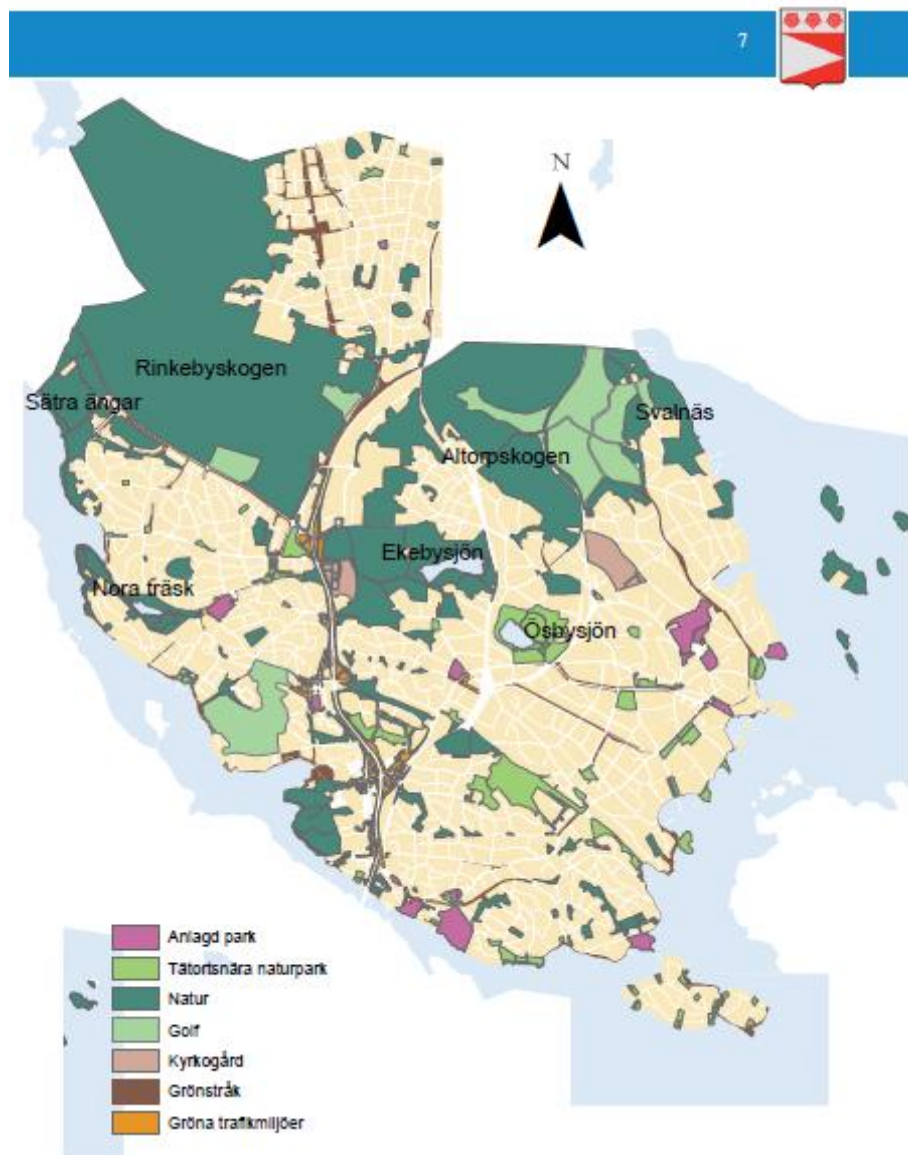 7
N
Rinkebyskogen
Sätra ängar
Svalnäs
Altorpskogen
Ekebysjön
Nora träsk
Ösbysjön
Anlagd park
Tätortsnära naturpark
Natur
Golf
Kyrkogård
Grönstråk
Gröna trafikmiljöer